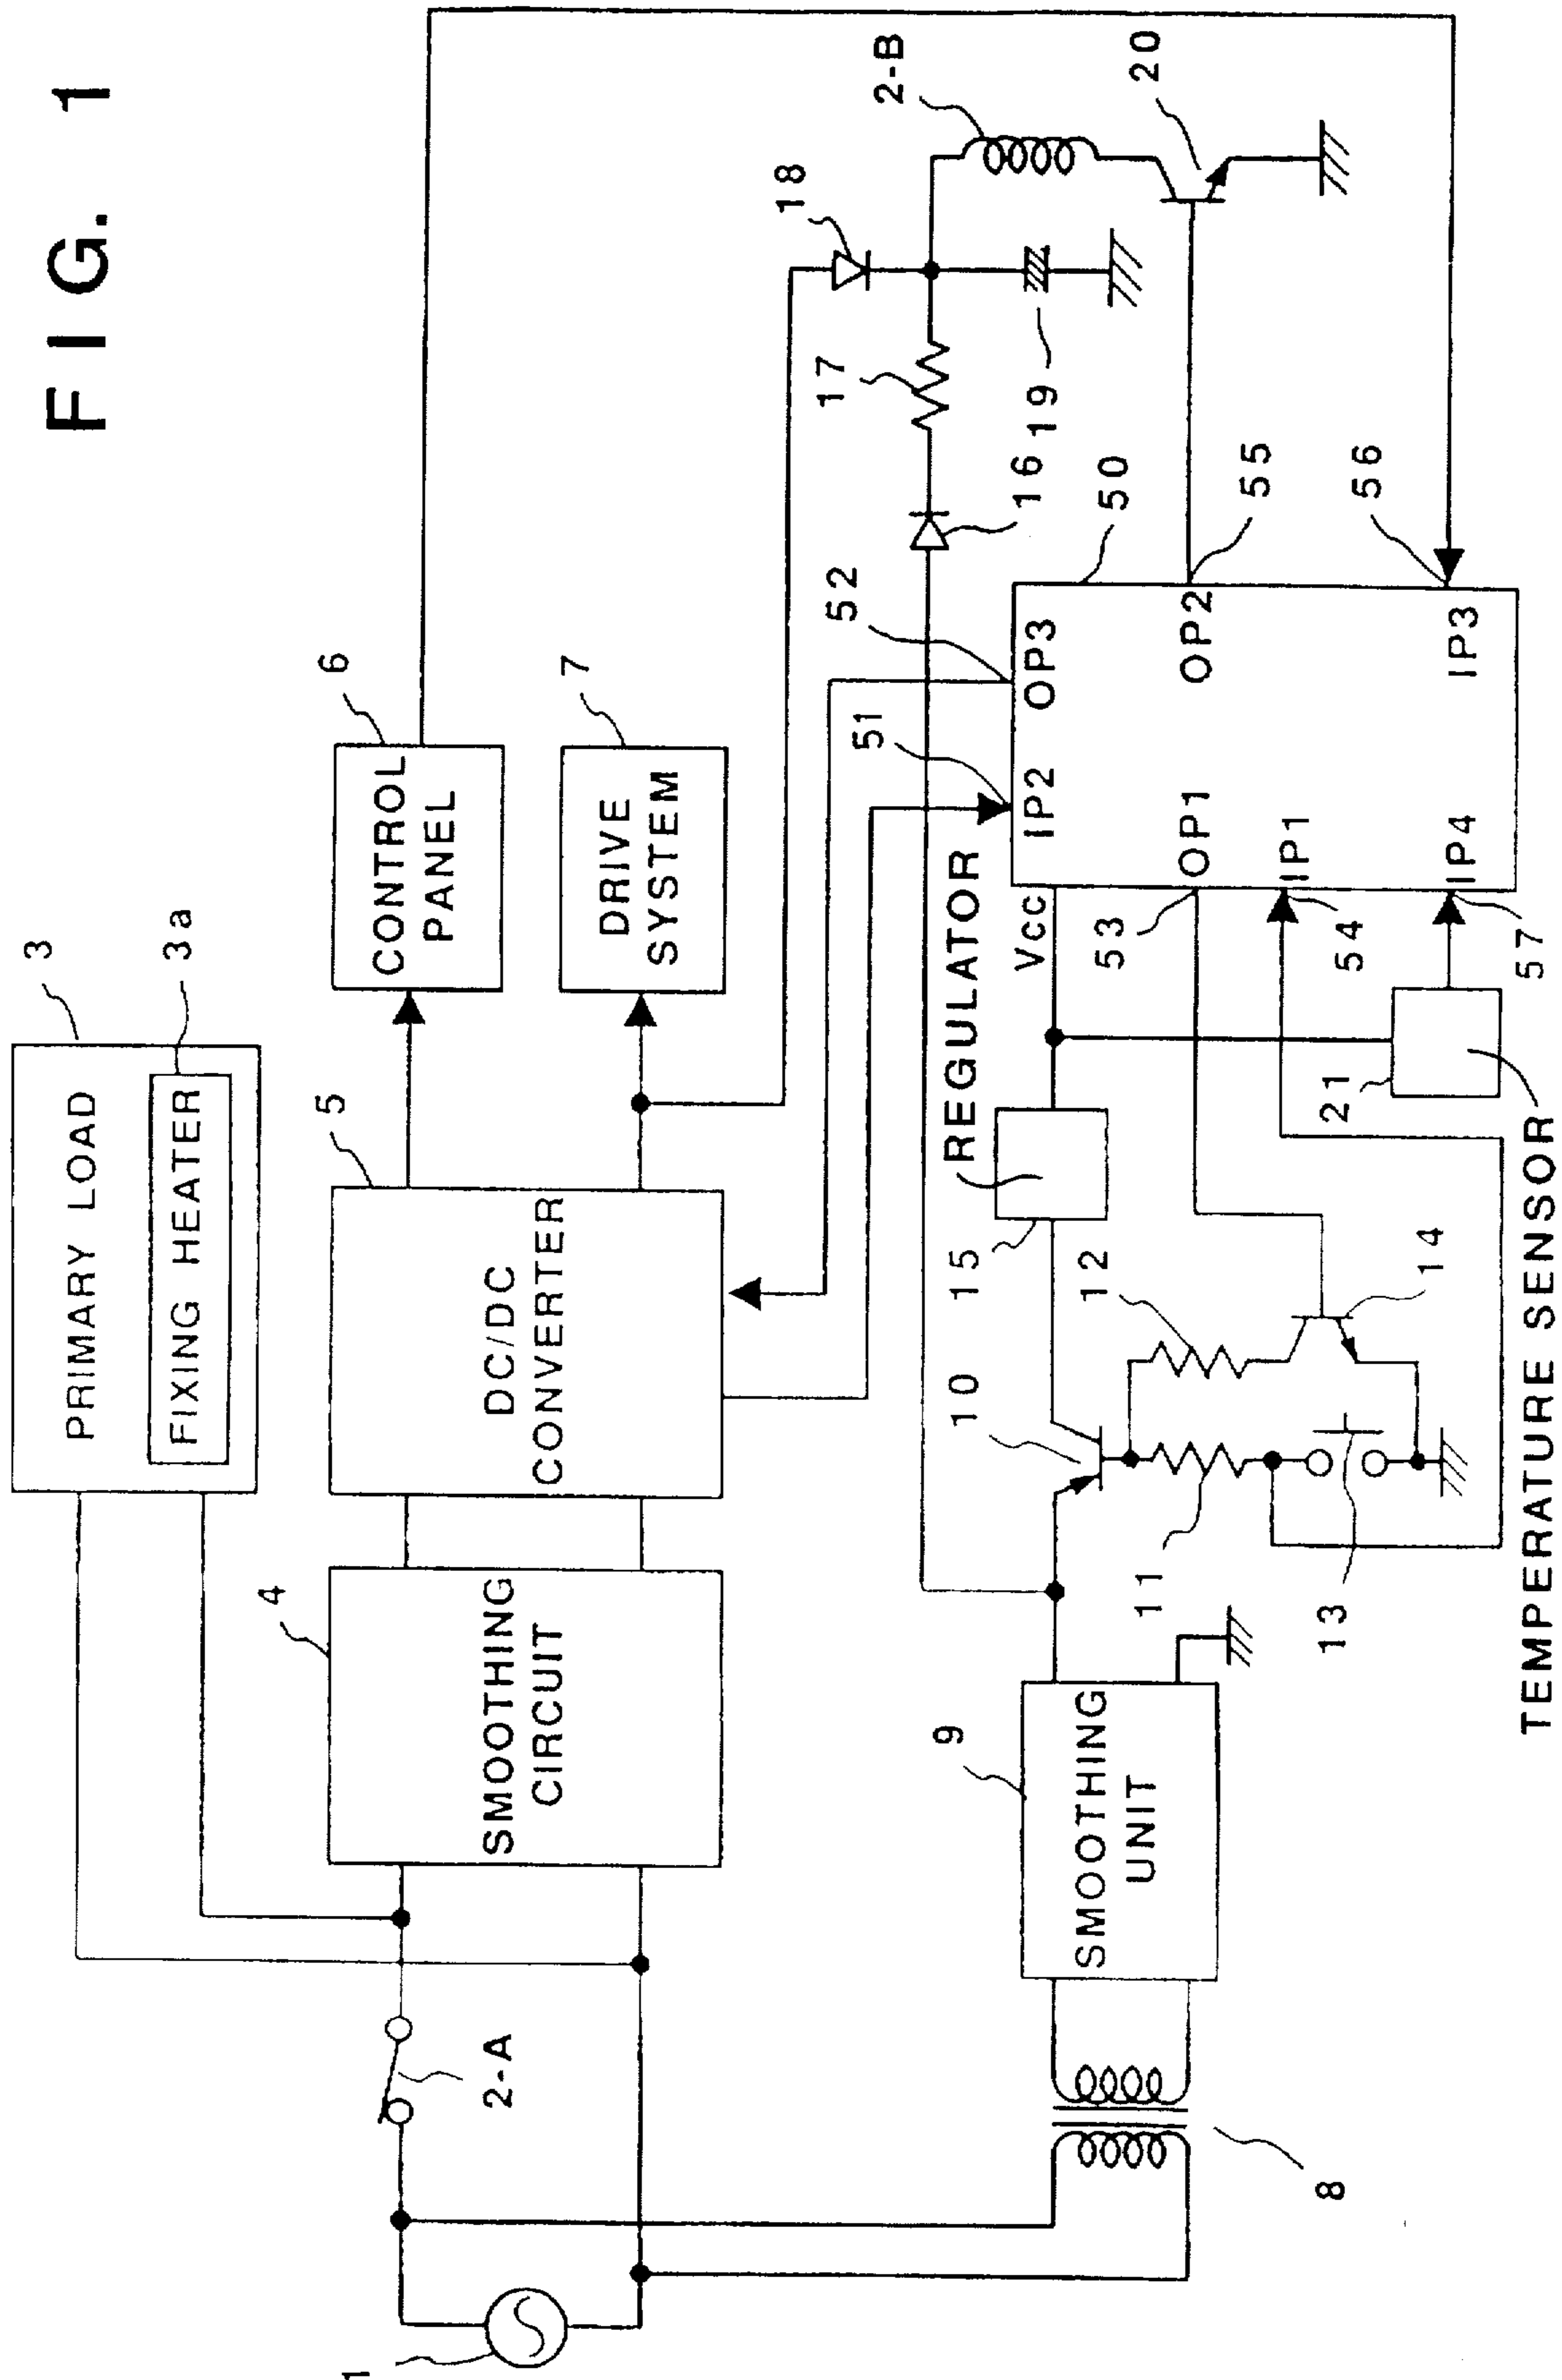 FIG. 1
3
PRIMARY LOAD
3a
FIXING HEATER
1
2-A
4
SMOOTHING
CIRCUIT
5
DC/DC
CONVERTER
6
CONTROL
PANEL
7
DRIVE
SYSTEM
8
9
SMOOTHING
UNIT
10
11
12
13
14
15
REGULATOR
Vcc
16
17
18
19
2-B
20
21
TEMPERATURE SENSOR
50
51
IP2
52
OP3
53
OP1
54
IP1
55
OP2
56
IP3
57
IP4